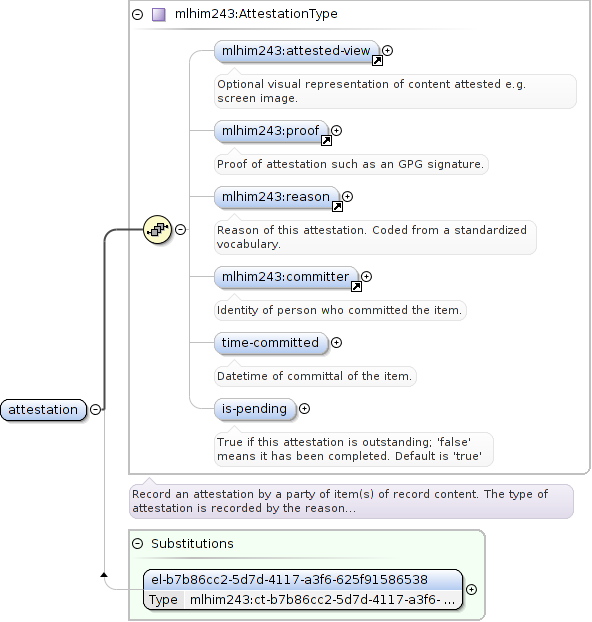 mlhim243:AttestationType
mlhim243:attested-view
Optional visual representation of content attested e.g.
screen image.
mlhim243:proof
Proof of attestation such as an GPG signature.
mlhim243:reason
Reason of this attestation. Coded from a standardized
vocabulary.
mlhim243:committer
Identity of person who committed the item.
time-committed
Datetime of committal of the item.
attestation
is-pending
True if this attestation is outstanding; 'false'
means it has been completed. Default is 'true'
Record an attestation by a party of item(s) of record content. The type of
attestation is recorded by the reason...
Substitutions
el-b7b86cc2-5d7d-4117-a3f6-625f91586538
Type mlhim243:ct-b7b86cc2-5d7d-4117-a3f6- ...